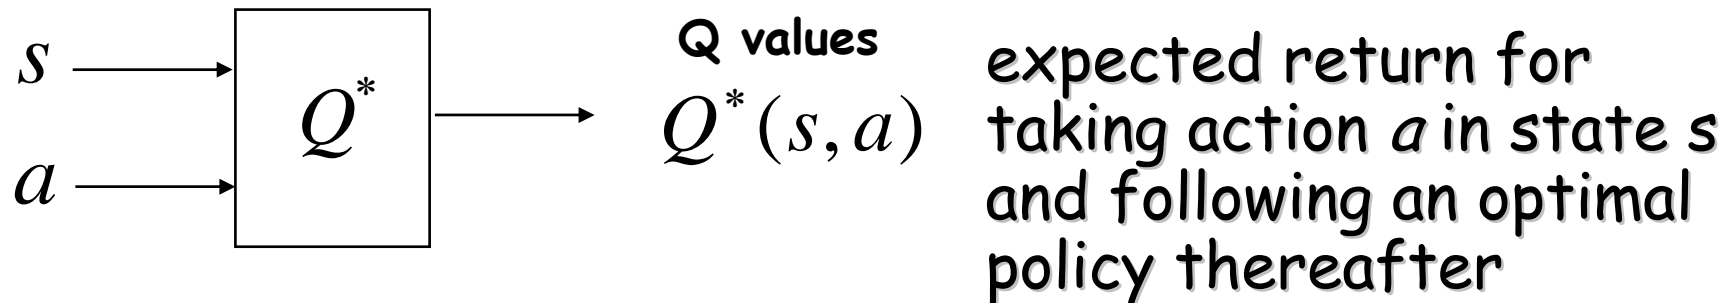 s
a
Q*
Q values
Q*(s,a)
expected return for
taking action a in state s
and following an optimal
policy thereafter